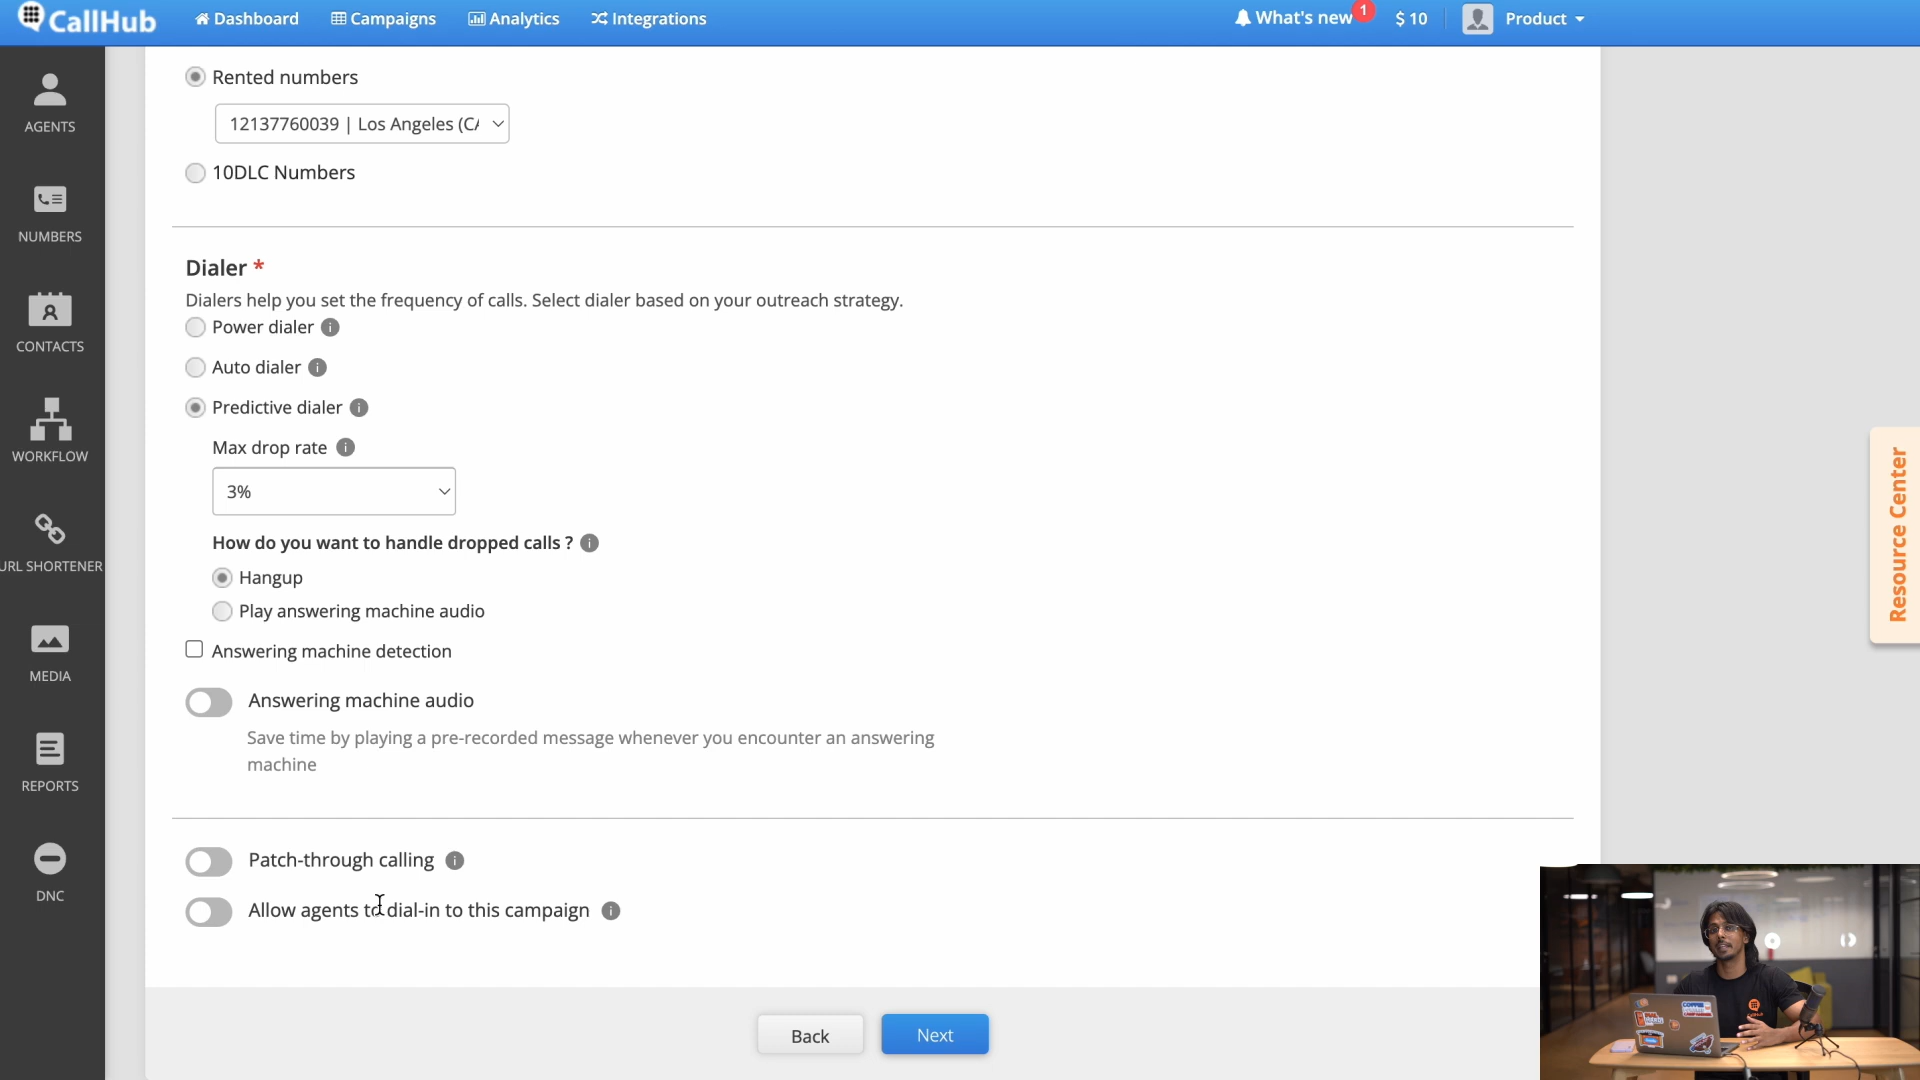 CallHub
Dashboard
Campaigns
Analytics
Integrations
What's new
1
$ 10
Product
AGENTS
NUMBERS
CONTACTS
WORKFLOW
URL SHORTENER
MEDIA
REPORTS
DNC
Rented numbers
12137760039 | Los Angeles (CA
10DLC Numbers
Dialer *
Dialers help you set the frequency of calls. Select dialer based on your outreach strategy.
Power dialer
Auto dialer
Predictive dialer
Max drop rate
3%
How do you want to handle dropped calls ?
Hangup
Play answering machine audio
Answering machine detection
Answering machine audio
Save time by playing a pre-recorded message whenever you encounter an answering
machine
Patch-through calling
Allow agents to dial-in to this campaign
Back
Next
Resource Center